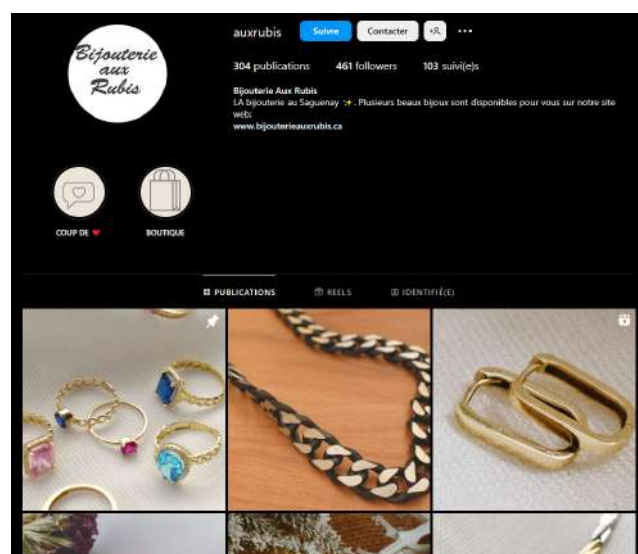 Bijouterie
aux
Rubis
auxrubis Suivre Contacter
304 publications 461 followers 103 suivi(e)s
Bijouterie Aux Rubis
LA bijouterie au Saguenay ✨. Plusieurs beaux bijoux sont disponibles pour vous sur notre site
web:
www.bijouterieauxrubis.ca
COUP DE ❤️ BOUTIQUE
PUBLICATIONS REELS IDENTIFIÉ(E)